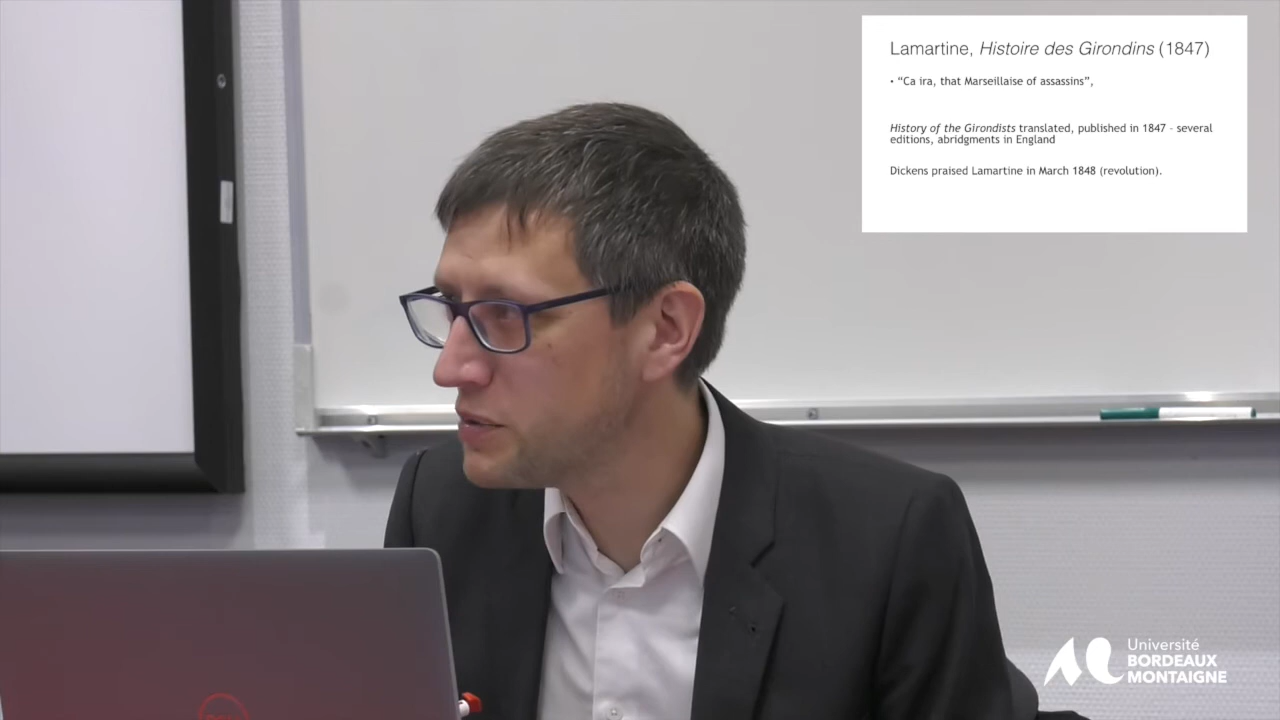 Lamartine, Histoire des Girondins (1847)
• “Ca ira, that Marseillaise of assassins”,
History of the Girondists translated, published in 1847 – several
editions, abridgments in England
Dickens praised Lamartine in March 1848 (revolution).
Université
BORDEAUX
MONTAIGNE